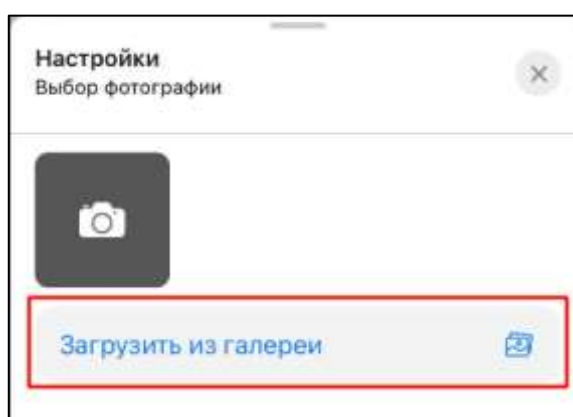 Настройки
Выбор фотографии
Загрузить из галереи